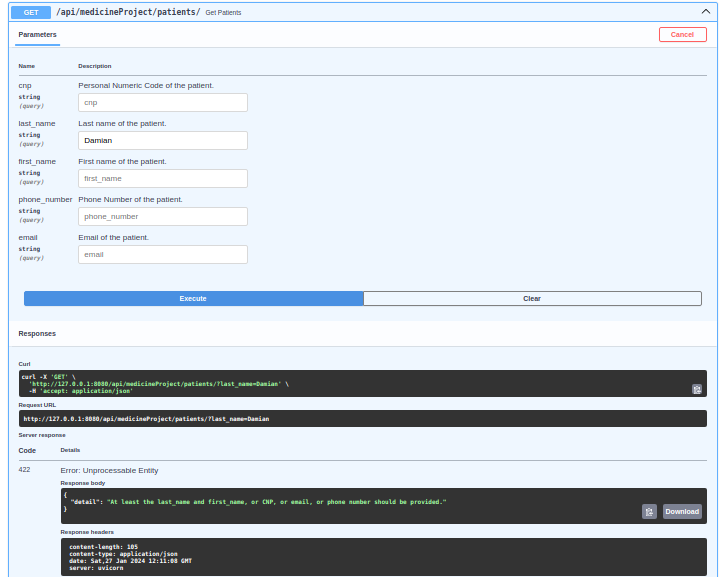 GET /api/medicineProject/patients/ Get Patients
Parameters
Cancel
Name Description
cnp Personal Numeric Code of the patient.
string
(query)
cnp
last_name Last name of the patient.
string
(query)
Damian
first_name First name of the patient.
string
(query)
first_name
phone_number Phone Number of the patient.
string
(query)
phone_number
email Email of the patient.
string
(query)
email
Execute Clear
Responses
Curl
curl -X 'GET' \
'http://127.0.0.1:8080/api/medicineProject/patients/?last_name=Damian' \
-H 'accept: application/json'
Request URL
http://127.0.0.1:8080/api/medicineProject/patients/?last_name=Damian
Server response
Code Details
422 Error: Unprocessable Entity
Response body
{
"detail": "At least the last_name and first_name, or CNP, or email, or phone number should be provided."
}
Download
Response headers
content-length: 105
content-type: application/json
date: Sat,27 Jan 2024 12:11:08 GMT
server: uvicorn